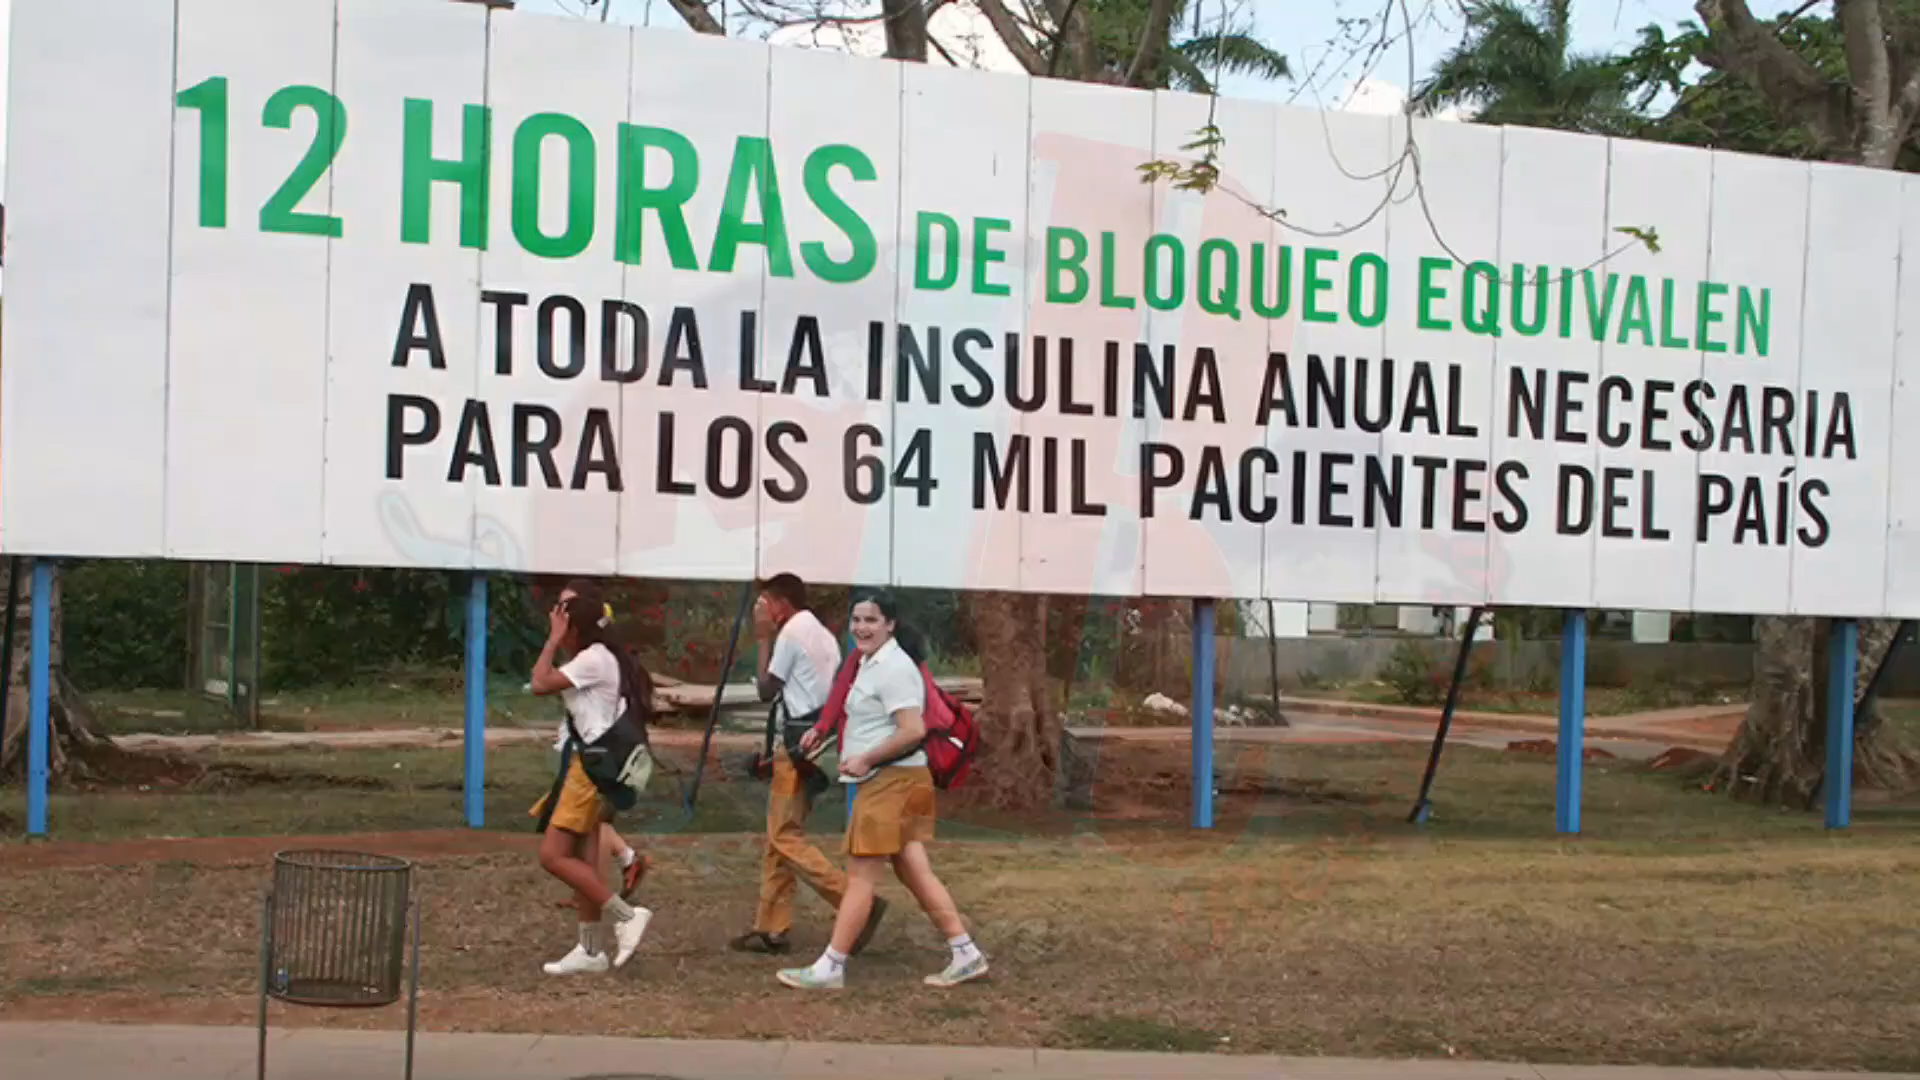 12 HORAS DE BLOQUEO EQUIVALEN
A TODA LA INSULINA ANUAL NECESARIA
PARA LOS 64 MIL PACIENTES DEL PAÍS